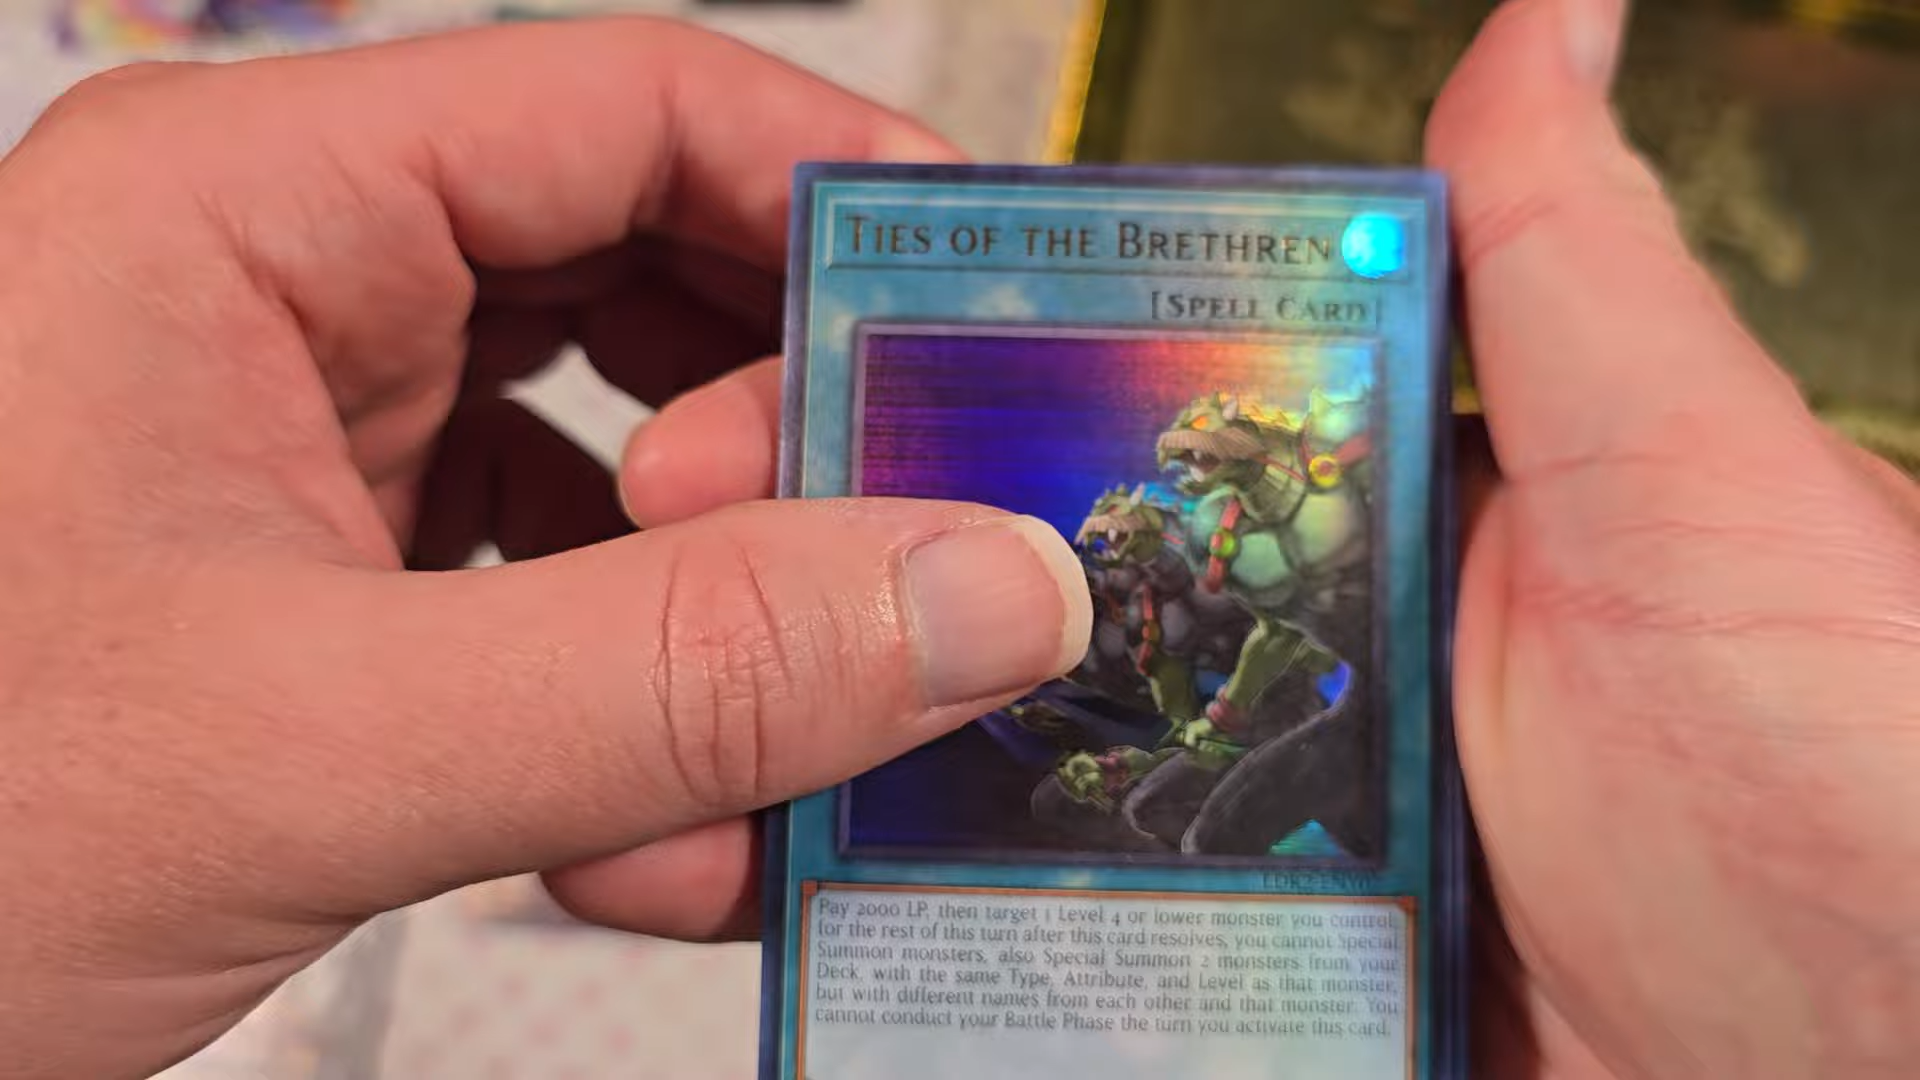 TIES OF THE BRETHREN
[SPELL CARD]
Pay 2000 LP, then target 1 Level 4 or lower monster you control;
for the rest of this turn after this card resolves, you cannot Special
Summon monsters, also Special Summon 2 monsters from your
Deck, with the same Type, Attribute, and Level as that monster,
but with different names from each other and that monster. You
cannot conduct your Battle Phase the turn you activate this card.